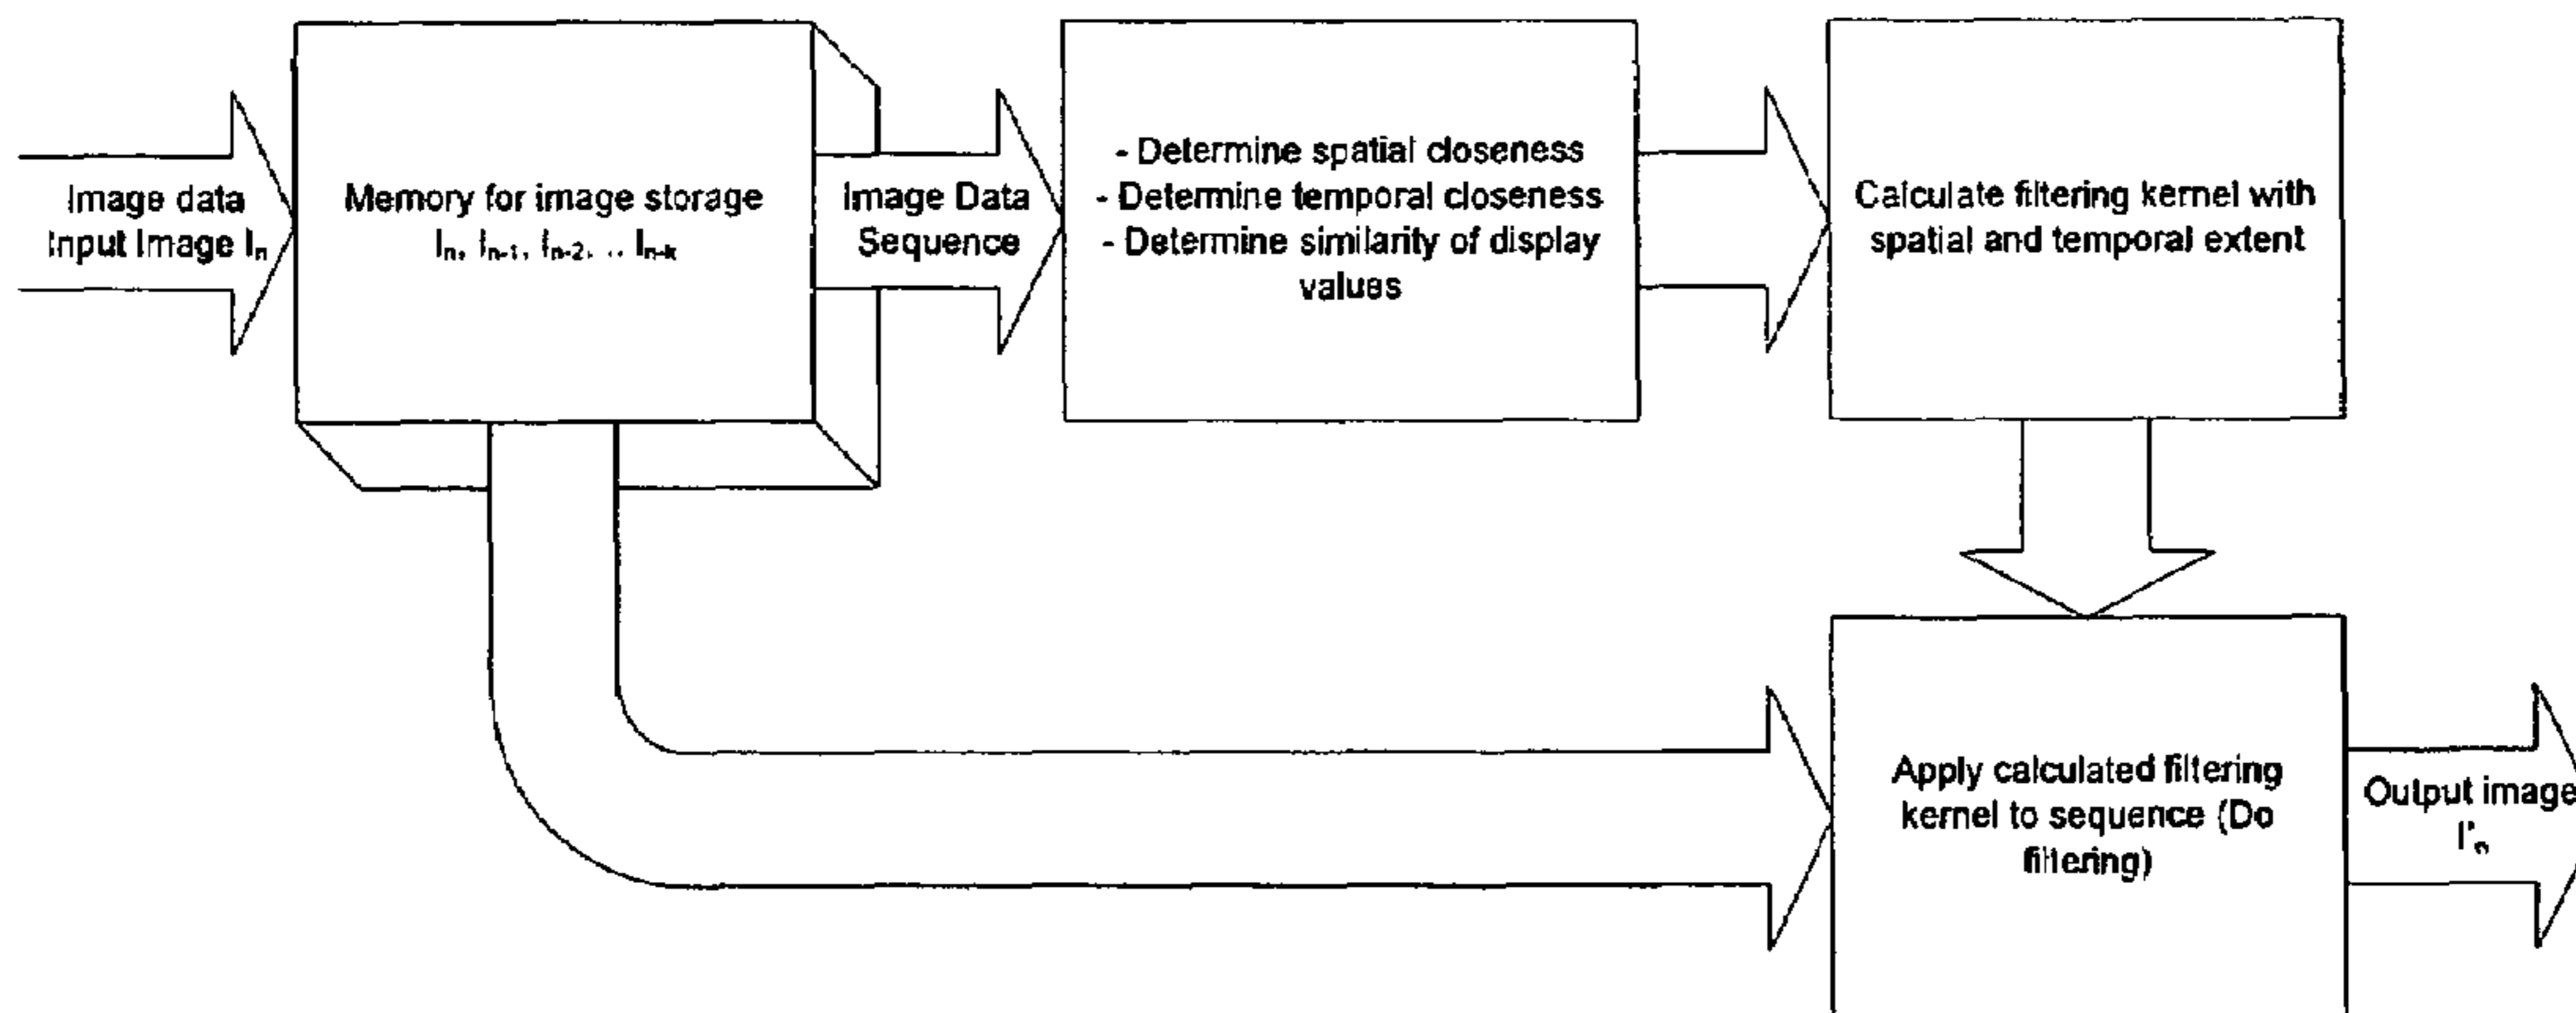 Image data
Input Image Iₙ
Memory for image storage
Iₙ, Iₙ₋₁, Iₙ₋₂, .. Iₙ₋ₖ
Image Data
Sequence
- Determine spatial closeness
- Determine temporal closeness
- Determine similarity of display
values
Calculate filtering kernel with
spatial and temporal extent
Apply calculated filtering
kernel to sequence (Do
filtering)
Output image
I'ₙ